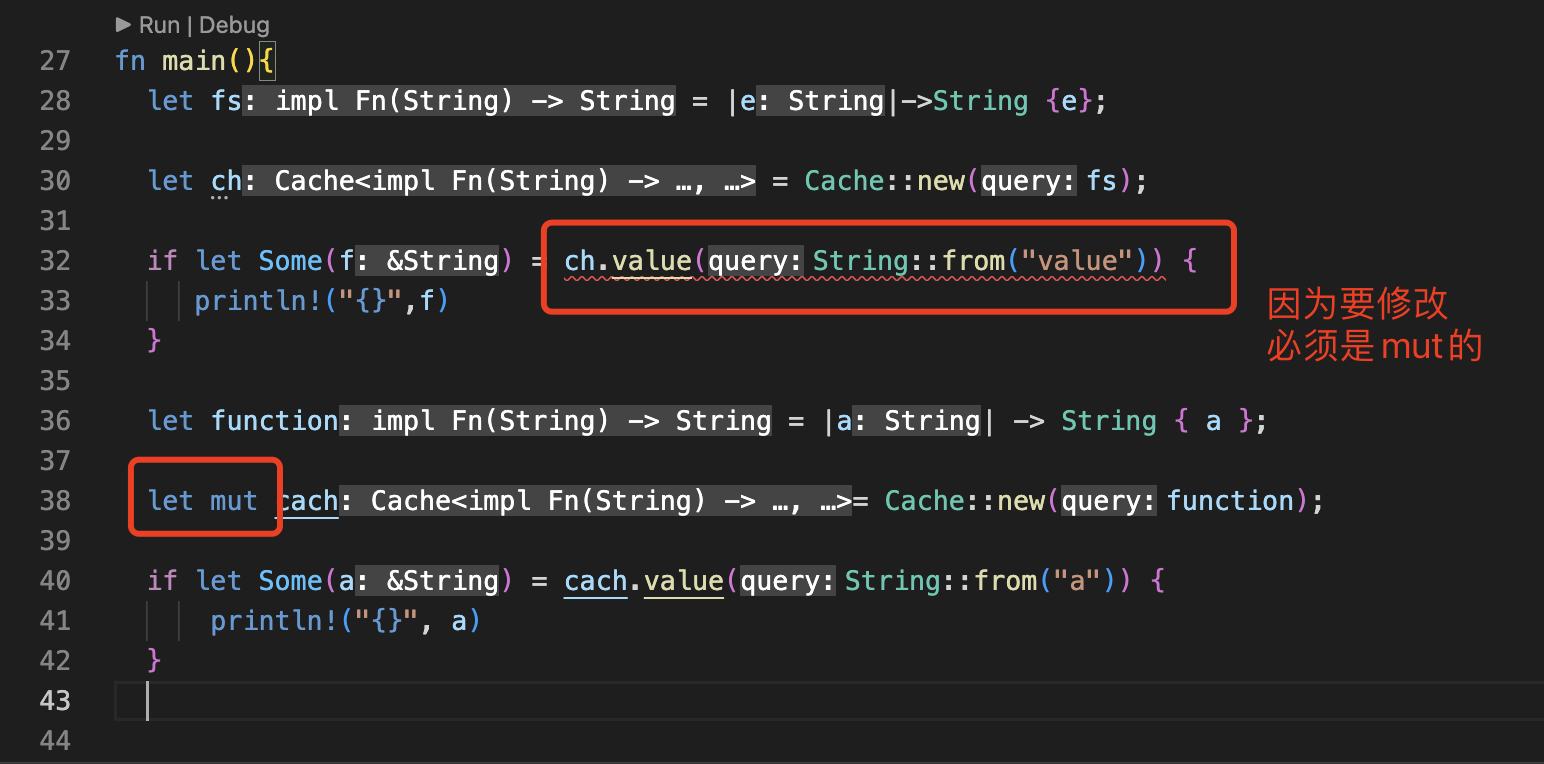 ▶ Run | Debug
27 fn main(){
28 let fs: impl Fn(String) -> String = |e: String|->String {e};
29
30 let ch: Cache<impl Fn(String) -> …, …> = Cache::new(query: fs);
31
32 if let Some(f: &String) = ch.value(query: String::from("value")) {
33 println!("{}",f)
因为要修改
34 }
必须是mut的
35
36 let function: impl Fn(String) -> String = |a: String| -> String { a };
37
38 let mut cach: Cache<impl Fn(String) -> …, …>= Cache::new(query: function);
39
40 if let Some(a: &String) = cach.value(query: String::from("a")) {
41 println!("{}", a)
42 }
43
44